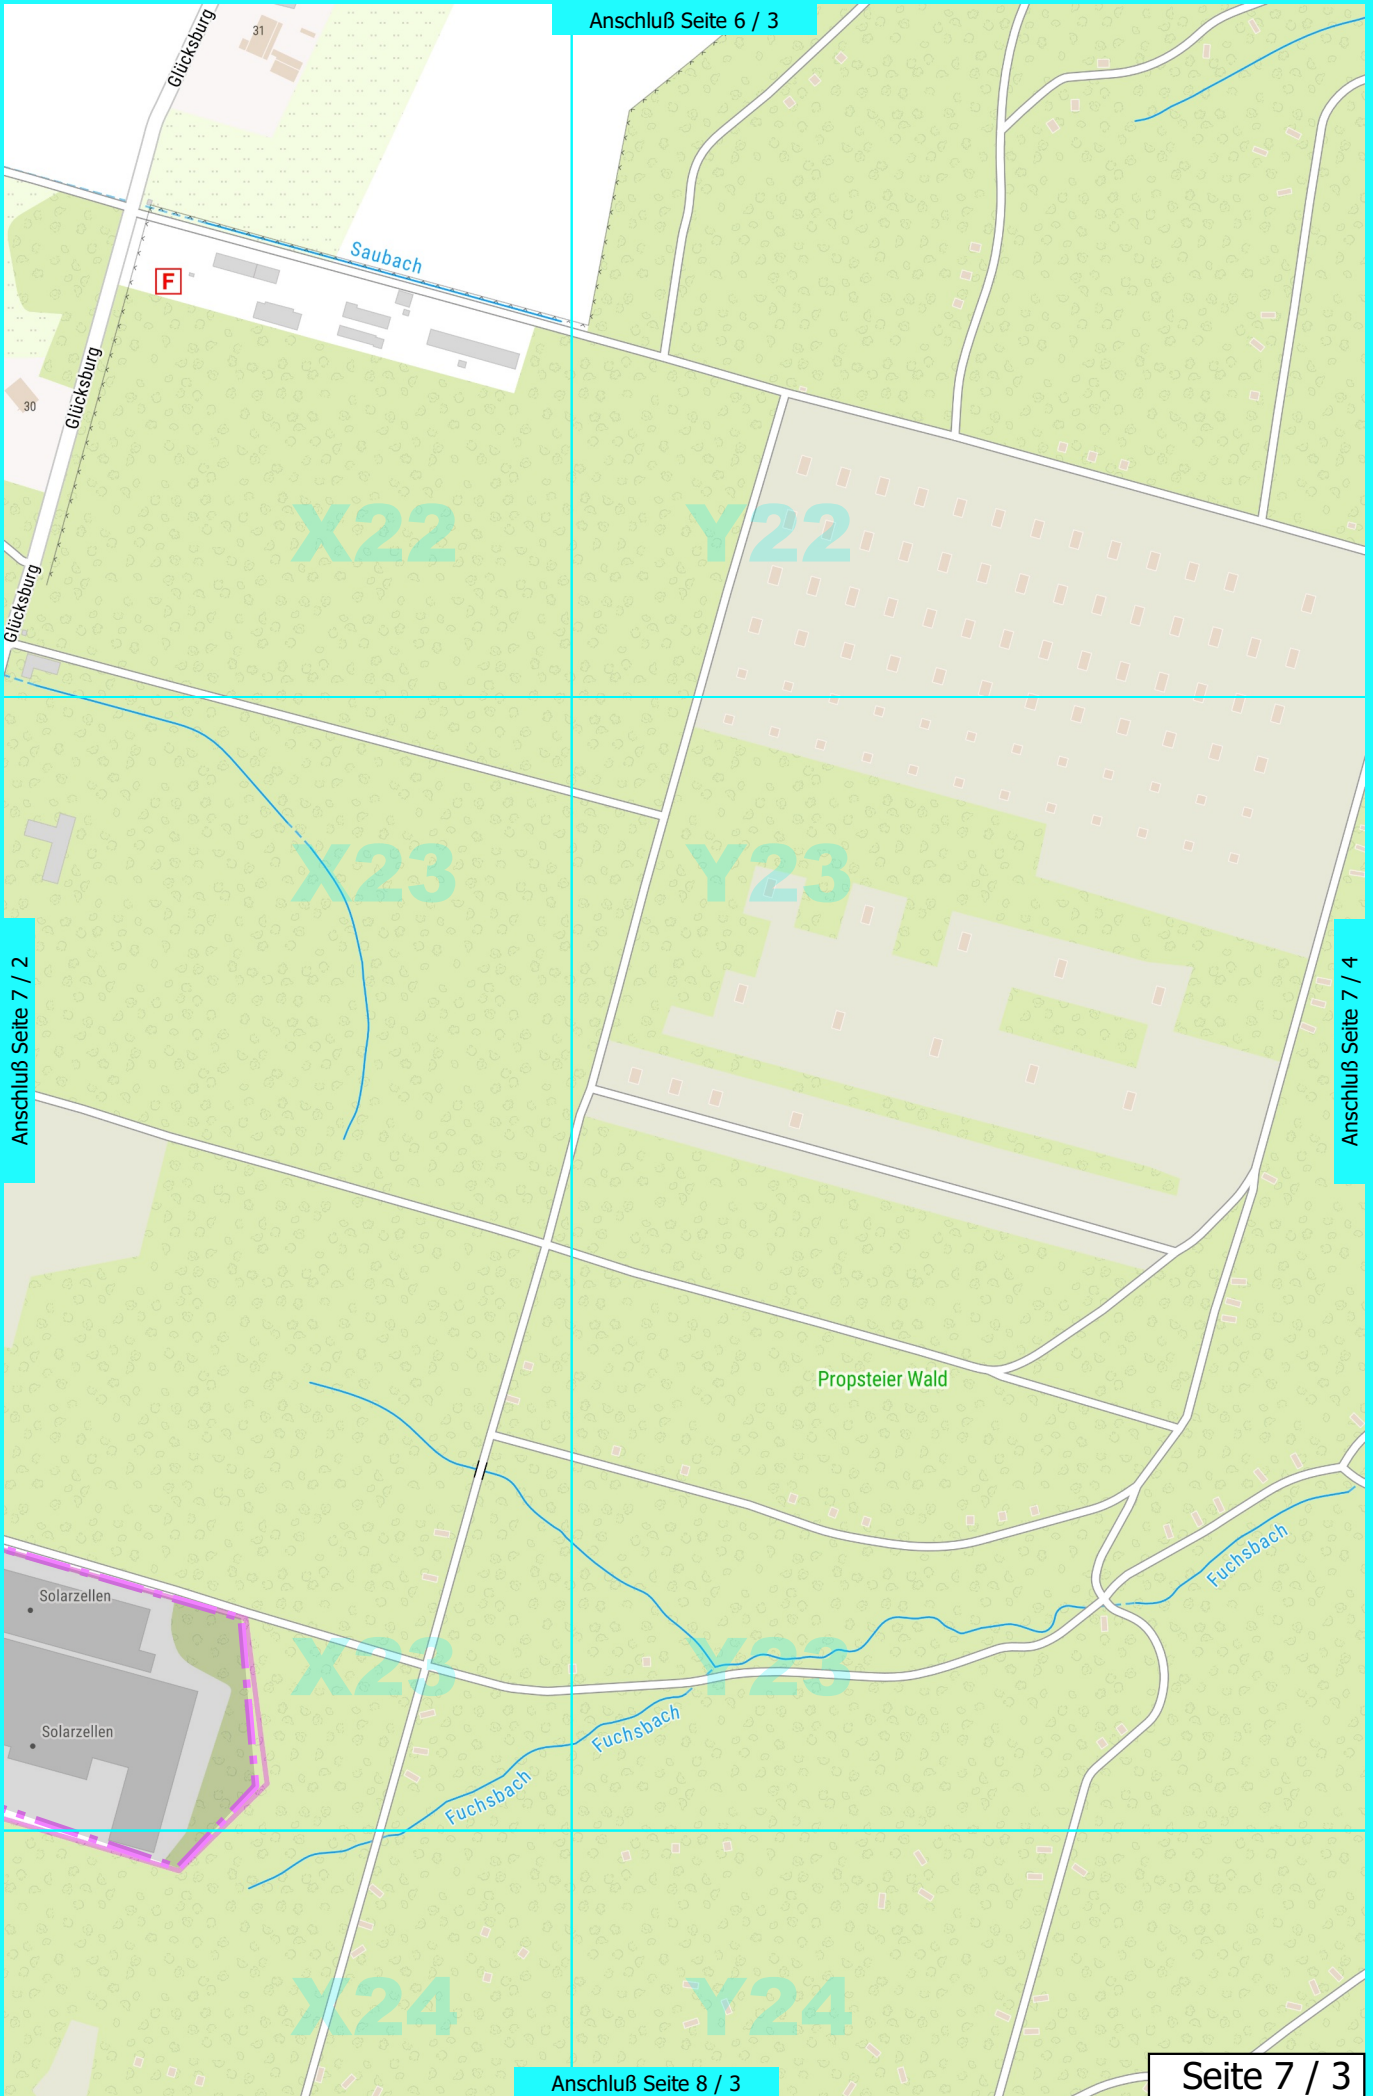 Anschluß Seite 6 / 3
Glücksburg
31
Saubach
F
Glücksburg
30
X22
Y22
Glücksburg
X23
Y23
Anschluß Seite 7 / 2
Anschluß Seite 7 / 4
Propsteier Wald
Fuchsbach
Solarzellen
X23
Y23
Solarzellen
Fuchsbach
Fuchsbach
X24
Y24
Anschluß Seite 8 / 3
Seite 7 / 3